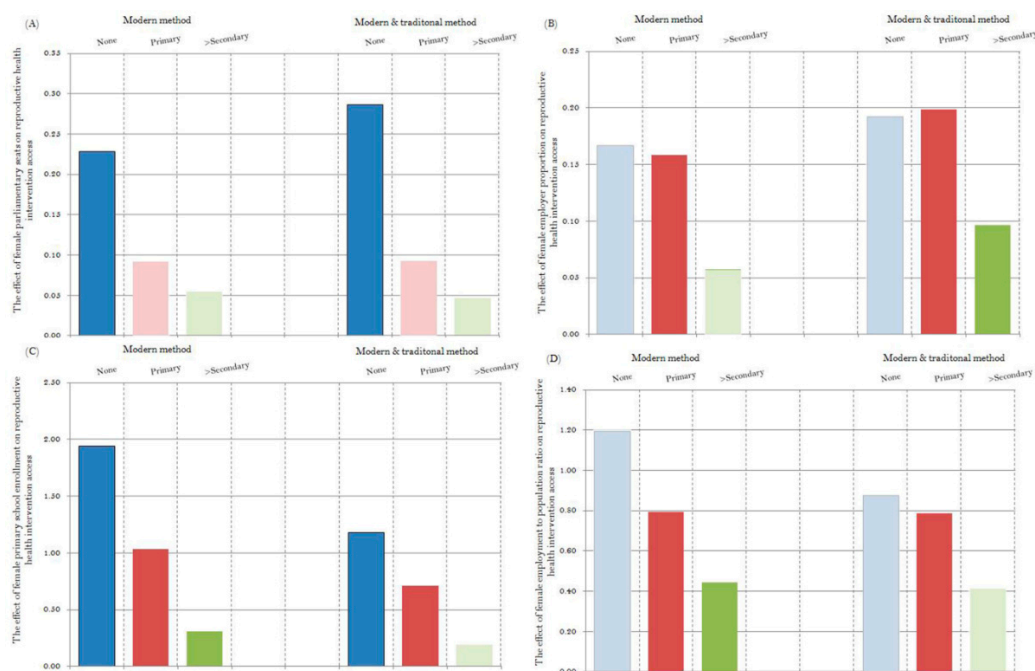 (A)
Modern method
Modern & traditonal method
None Primary >Secondary
None Primary >Secondary
The effect of female parliamentary seats on reproductive health
intervention access
0.35
0.30
0.25
0.20
0.15
0.10
0.05
0.00
(B)
Modern method
Modern & traditonal method
None Primary >Secondary
None Primary >Secondary
The effect of female employer proportion on reproductive
health intervention access
0.25
0.20
0.15
0.10
0.05
0.00
(C)
Modern method
Modern & traditonal method
None Primary >Secondary
None Primary >Secondary
The effect of female primary school enrollment on reproductive
health intervention access
2.50
2.00
1.50
1.00
0.50
0.00
(D)
Modern method
Modern & traditonal method
None Primary >Secondary
None Primary >Secondary
The effect of female employment to population ratio on reproductive
health intervention access
1.40
1.20
1.00
0.80
0.60
0.40
0.20
0.00